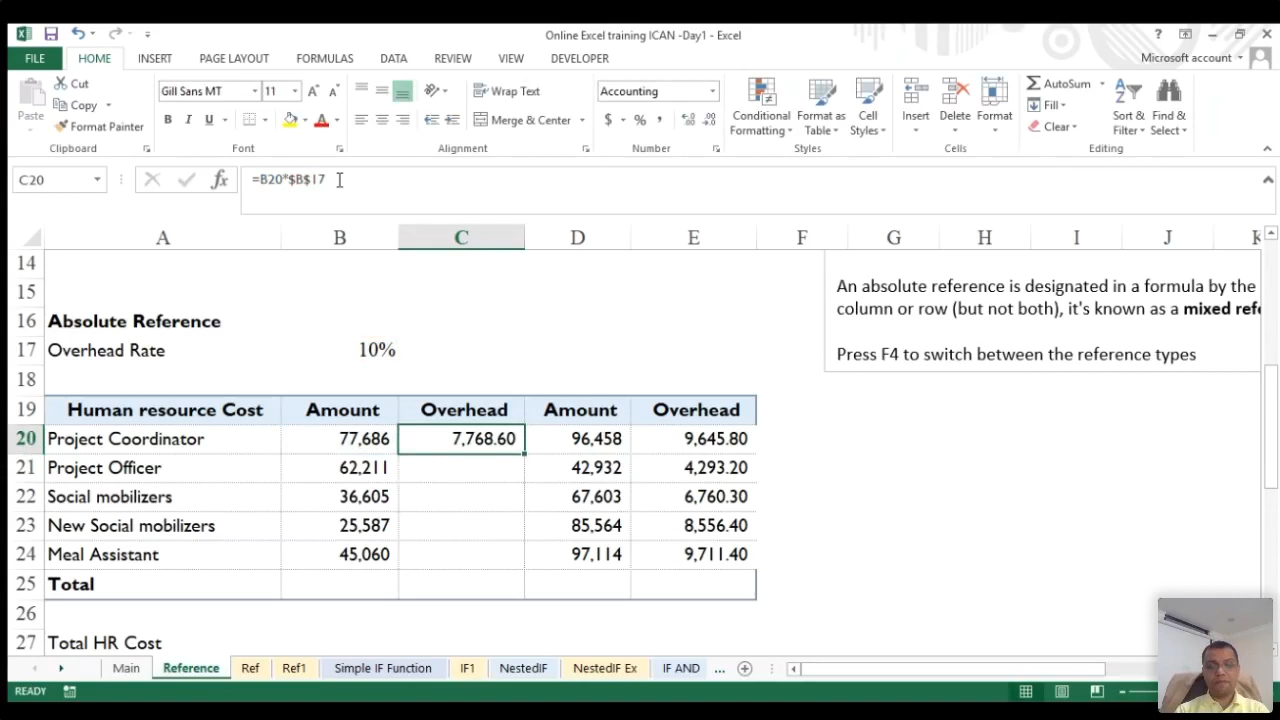 Online Excel training ICAN -Day1 - Excel
?
FILE HOME INSERT PAGE LAYOUT FORMULAS DATA REVIEW VIEW DEVELOPER Microsoft account
Paste
Cut
Copy
Format Painter
Clipboard
Gill Sans MT 11
B I U
Font
Wrap Text
Merge & Center
Alignment
Accounting
$ % ,
Number
Conditional Formatting
Format as Table
Cell Styles
Styles
Insert
Delete
Format
Cells
AutoSum
Fill
Clear
Sort & Filter
Find & Select
Editing
C20 fx =B20*$B$17
A B C D E F G H I J K
14
15
16 Absolute Reference
17 Overhead Rate 10%
18
19 Human resource Cost Amount Overhead Amount Overhead
20 Project Coordinator 77,686 7,768.60 96,458 9,645.80
21 Project Officer 62,211 42,932 4,293.20
22 Social mobilizers 36,605 67,603 6,760.30
23 New Social mobilizers 25,587 85,564 8,556.40
24 Meal Assistant 45,060 97,114 9,711.40
25 Total
26
27 Total HR Cost
An absolute reference is designated in a formula by the
column or row (but not both), it's known as a mixed refe
Press F4 to switch between the reference types
Main Reference Ref Ref1 Simple IF Function IF1 NestedIF NestedIF Ex IF AND ...
READY